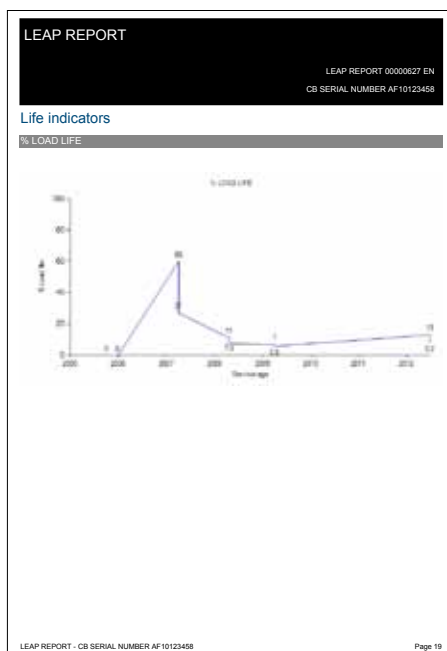 LEAP REPORT
LEAP REPORT 00000627 EN
CB SERIAL NUMBER AF10123458
Life indicators
% LOAD LIFE
% LOAD LIFE
100
80
60
40
20
0
2005
2006
2007
2008
2009
2010
2011
2012
LEAP REPORT - CB SERIAL NUMBER AF10123458
Page 19